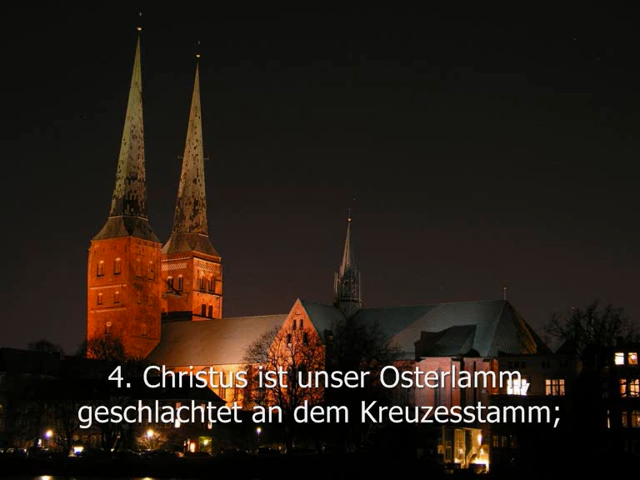 4. Christus ist unser Osterlamm,
geschlachtet an dem Kreuzesstamm;